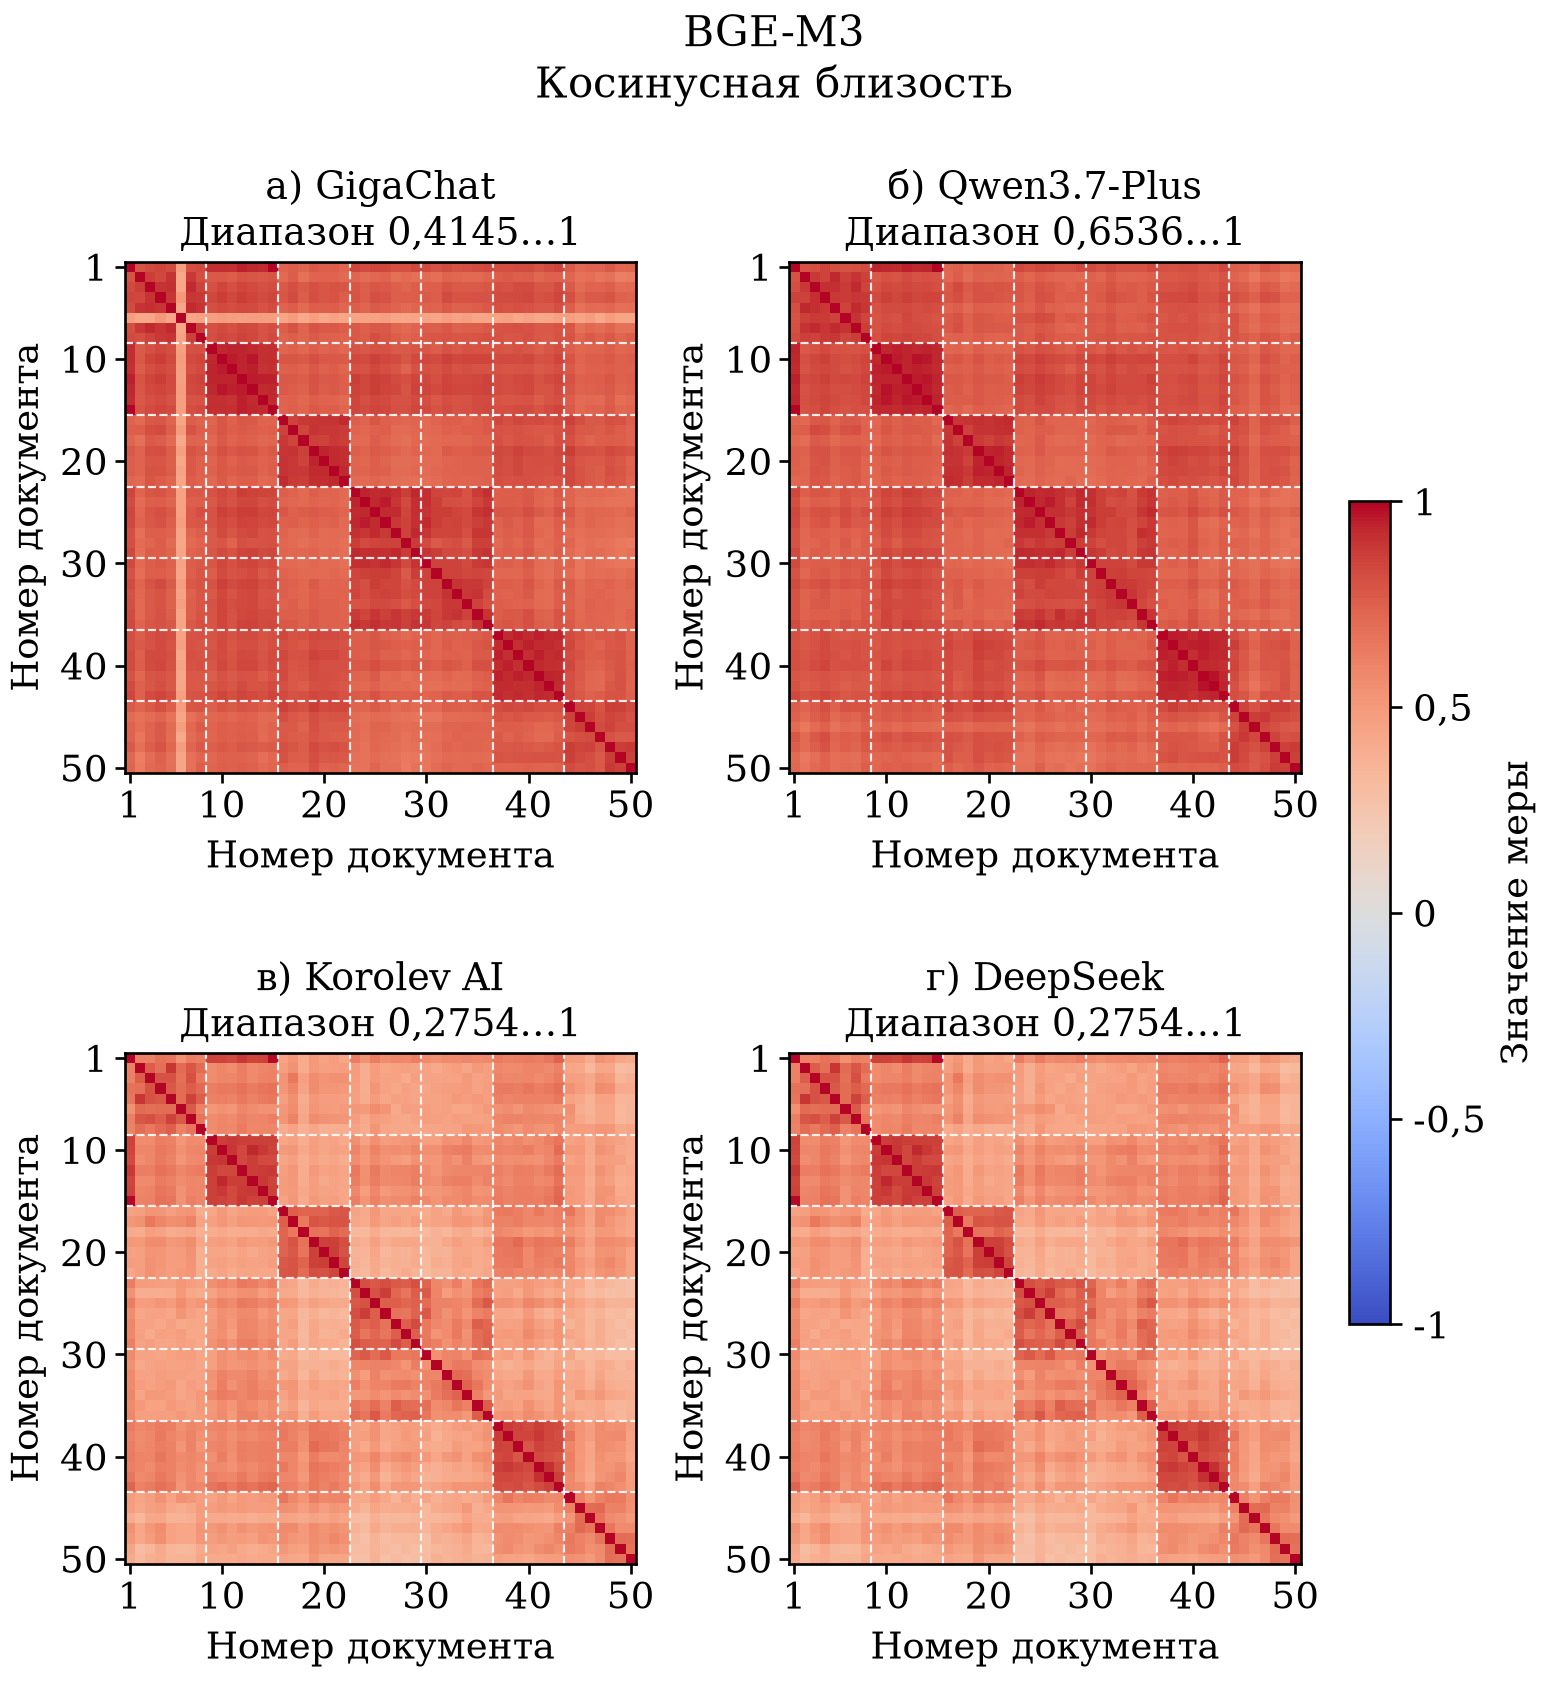 BGE-M3
Косинусная близость
а) GigaChat
Диапазон 0,4145...1
1
10
20
30
40
50
Номер документа
1 10 20 30 40 50
Номер документа
б) Qwen3.7-Plus
Диапазон 0,6536...1
1
10
20
30
40
50
Номер документа
1 10 20 30 40 50
Номер документа
в) Korolev AI
Диапазон 0,2754...1
1
10
20
30
40
50
Номер документа
1 10 20 30 40 50
Номер документа
г) DeepSeek
Диапазон 0,2754...1
1
10
20
30
40
50
Номер документа
1 10 20 30 40 50
Номер документа
1
0,5
0
-0,5
-1
Значение меры